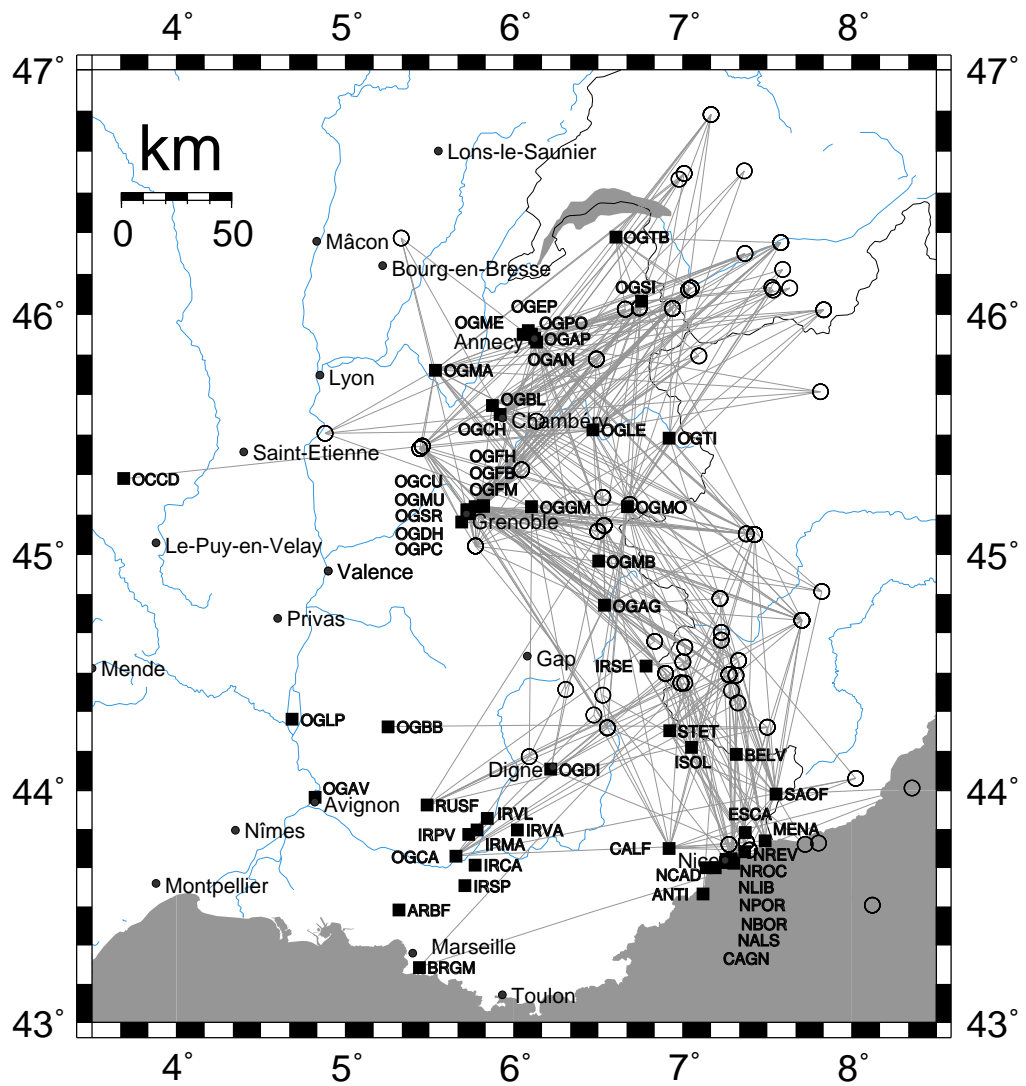 4° 5° 6° 7° 8°
47° 47°
km
Lons-le-Saunier
0 50
OGTB
Mâcon
Bourg-en-Bresse
46° 46°
OGSI
OGEP
OGME OGPO
Annecy OGAP
OGAN
OGMA
Lyon
OGBL
Chambéry
OGCH OGLE
OGTI
Saint-Etienne
OGFH
OCCD
OGCU OGFB
OGMU OGFM
OGSR OGGM OGMO
Grenoble
OGDH
OGPC
45° 45°
Le-Puy-en-Velay
OGMB
Valence
OGAG
Privas
Gap
IRSE
Mende
OGLP
OGBB
STET
ISOL BELV
Digne OGDI
44° 44°
OGAV
Avignon
RUSF
SAOF
IRVL ESCA
Nîmes
IRPV IRVA MENA
IRMA
OGCA CALF NREV
IRCA Nice NROC
NCAD
Montpellier
IRSP NLIB
ANTI
NPOR
ARBF
NBOR
Marseille NALS
BRGM CAGN
Toulon
43° 43°
4° 5° 6° 7° 8°